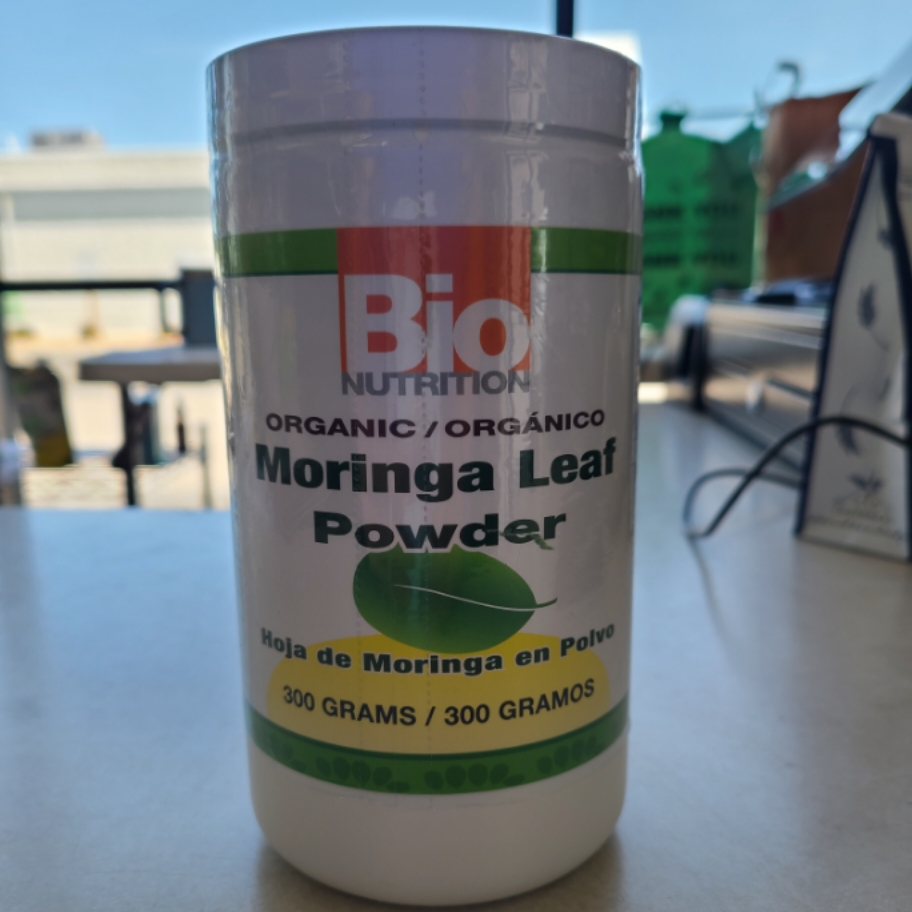 Bio
NUTRITION
ORGANIC / ORGÁNICO
Moringa Leaf
Powder
Hoja de Moringa en Polvo
300 GRAMS / 300 GRAMOS